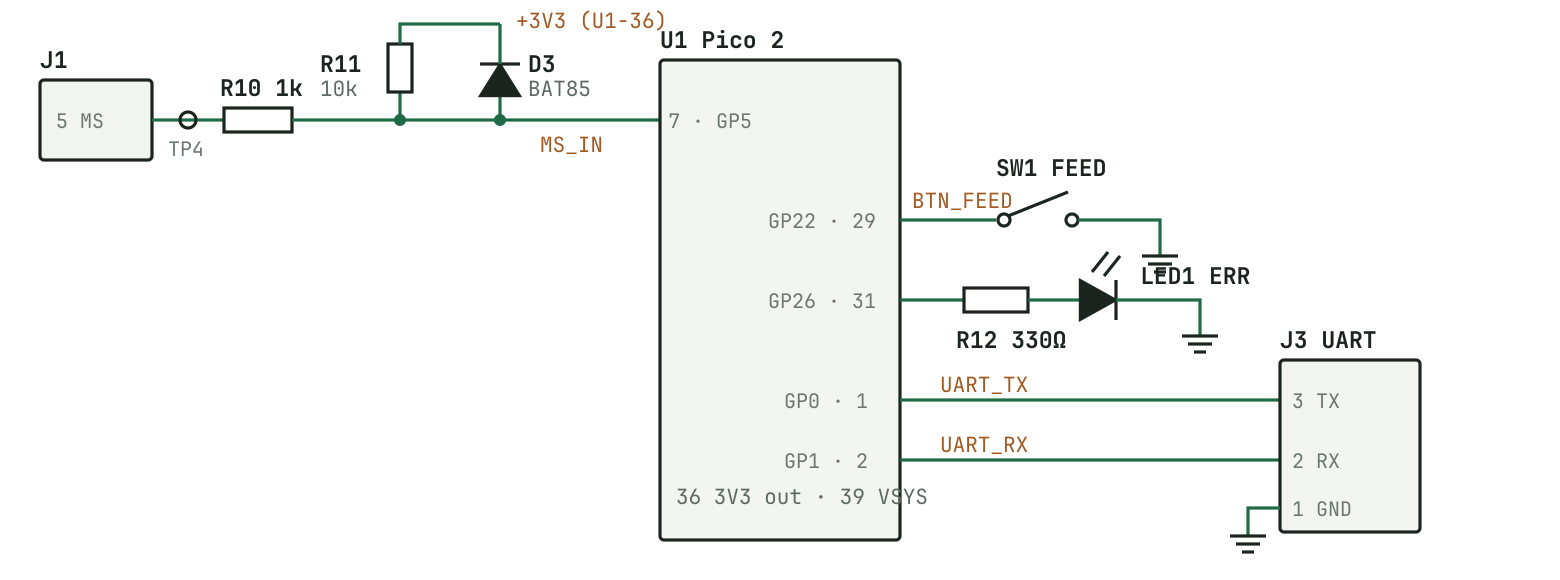 +3V3 (U1-36)
U1 Pico 2
J1
R11
D3
R10 1k
10k
BAT85
5 MS
7 · GP5
TP4
MS_IN
SW1 FEED
BTN_FEED
GP22 · 29
LED1 ERR
GP26 · 31
R12 330Ω
J3 UART
UART_TX
GP0 · 1
3 TX
UART_RX
GP1 · 2
2 RX
36 3V3 out · 39 VSYS
1 GND